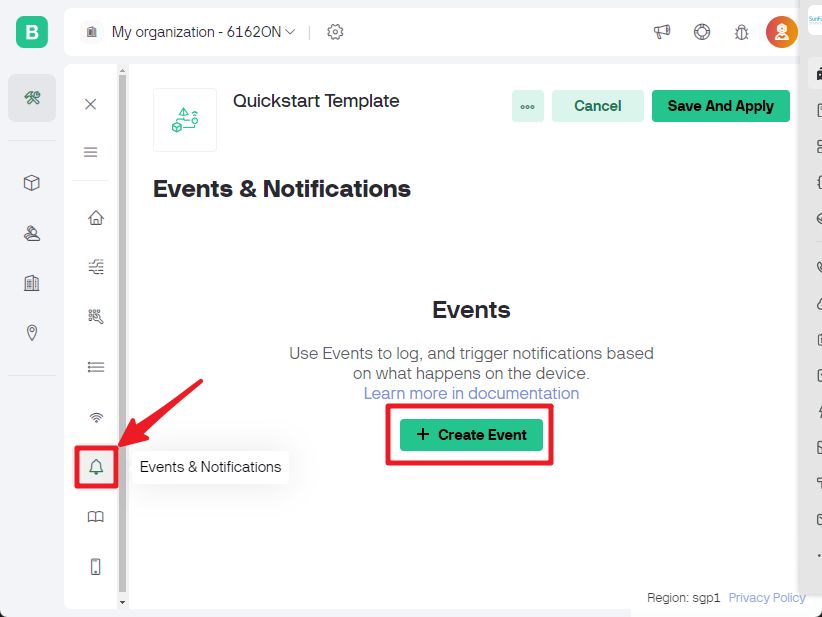 B
My organization - 6162ON
Quickstart Template
Cancel
Save And Apply
Events & Notifications
Events
Use Events to log, and trigger notifications based
on what happens on the device.
Learn more in documentation
+ Create Event
Events & Notifications
Region: sgp1 Privacy Policy